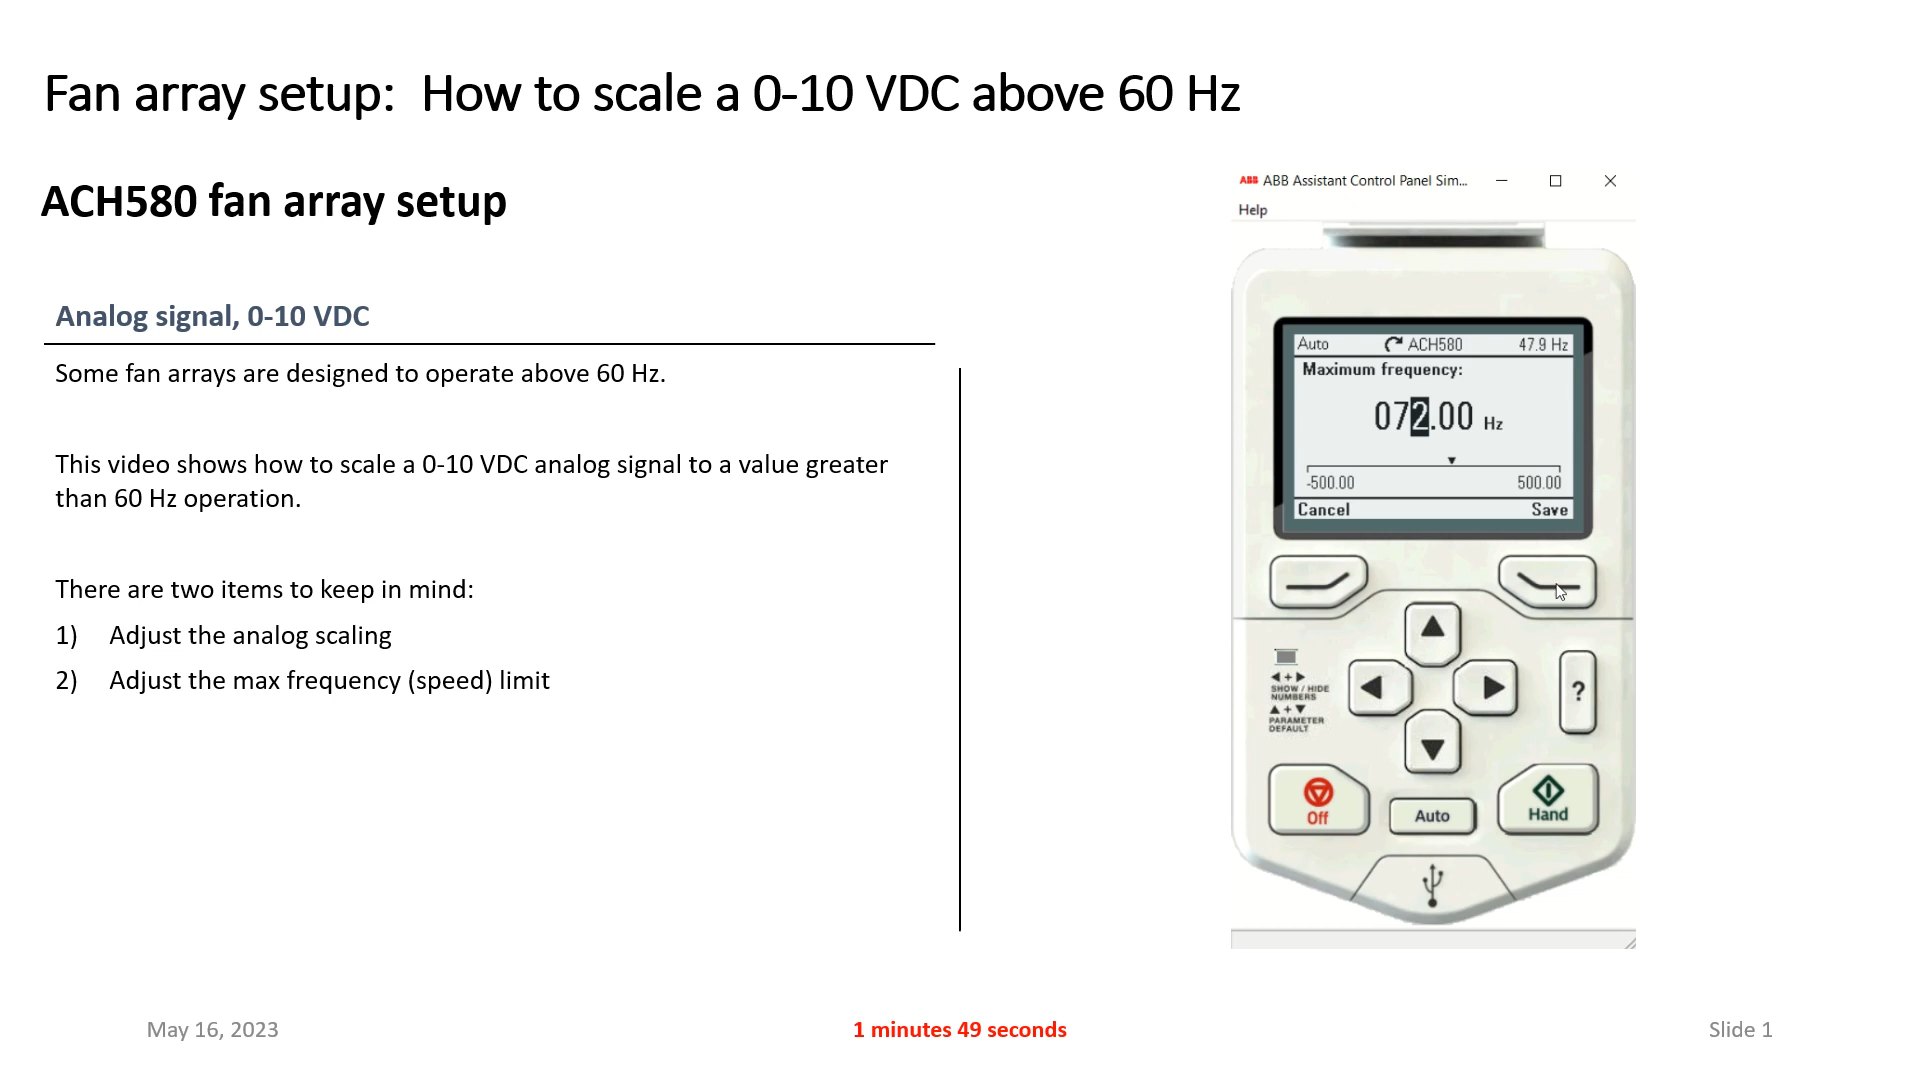 Fan array setup:  How to scale a 0-10 VDC above 60 Hz
ACH580 fan array setup
Analog signal, 0-10 VDC
Some fan arrays are designed to operate above 60 Hz.
This video shows how to scale a 0-10 VDC analog signal to a value greater
than 60 Hz operation.
There are two items to keep in mind:
1) Adjust the analog scaling
2) Adjust the max frequency (speed) limit
ABB ABB Assistant Control Panel Sim...
Help
Auto ACH580 47.9 Hz
Maximum frequency:
072.00 Hz
-500.00 500.00
Cancel Save
◀ + ▶
SHOW / HIDE
NUMBERS
▲ + ▼
PARAMETER
DEFAULT
?
Off
Auto
Hand
May 16, 2023
1 minutes 49 seconds
Slide 1